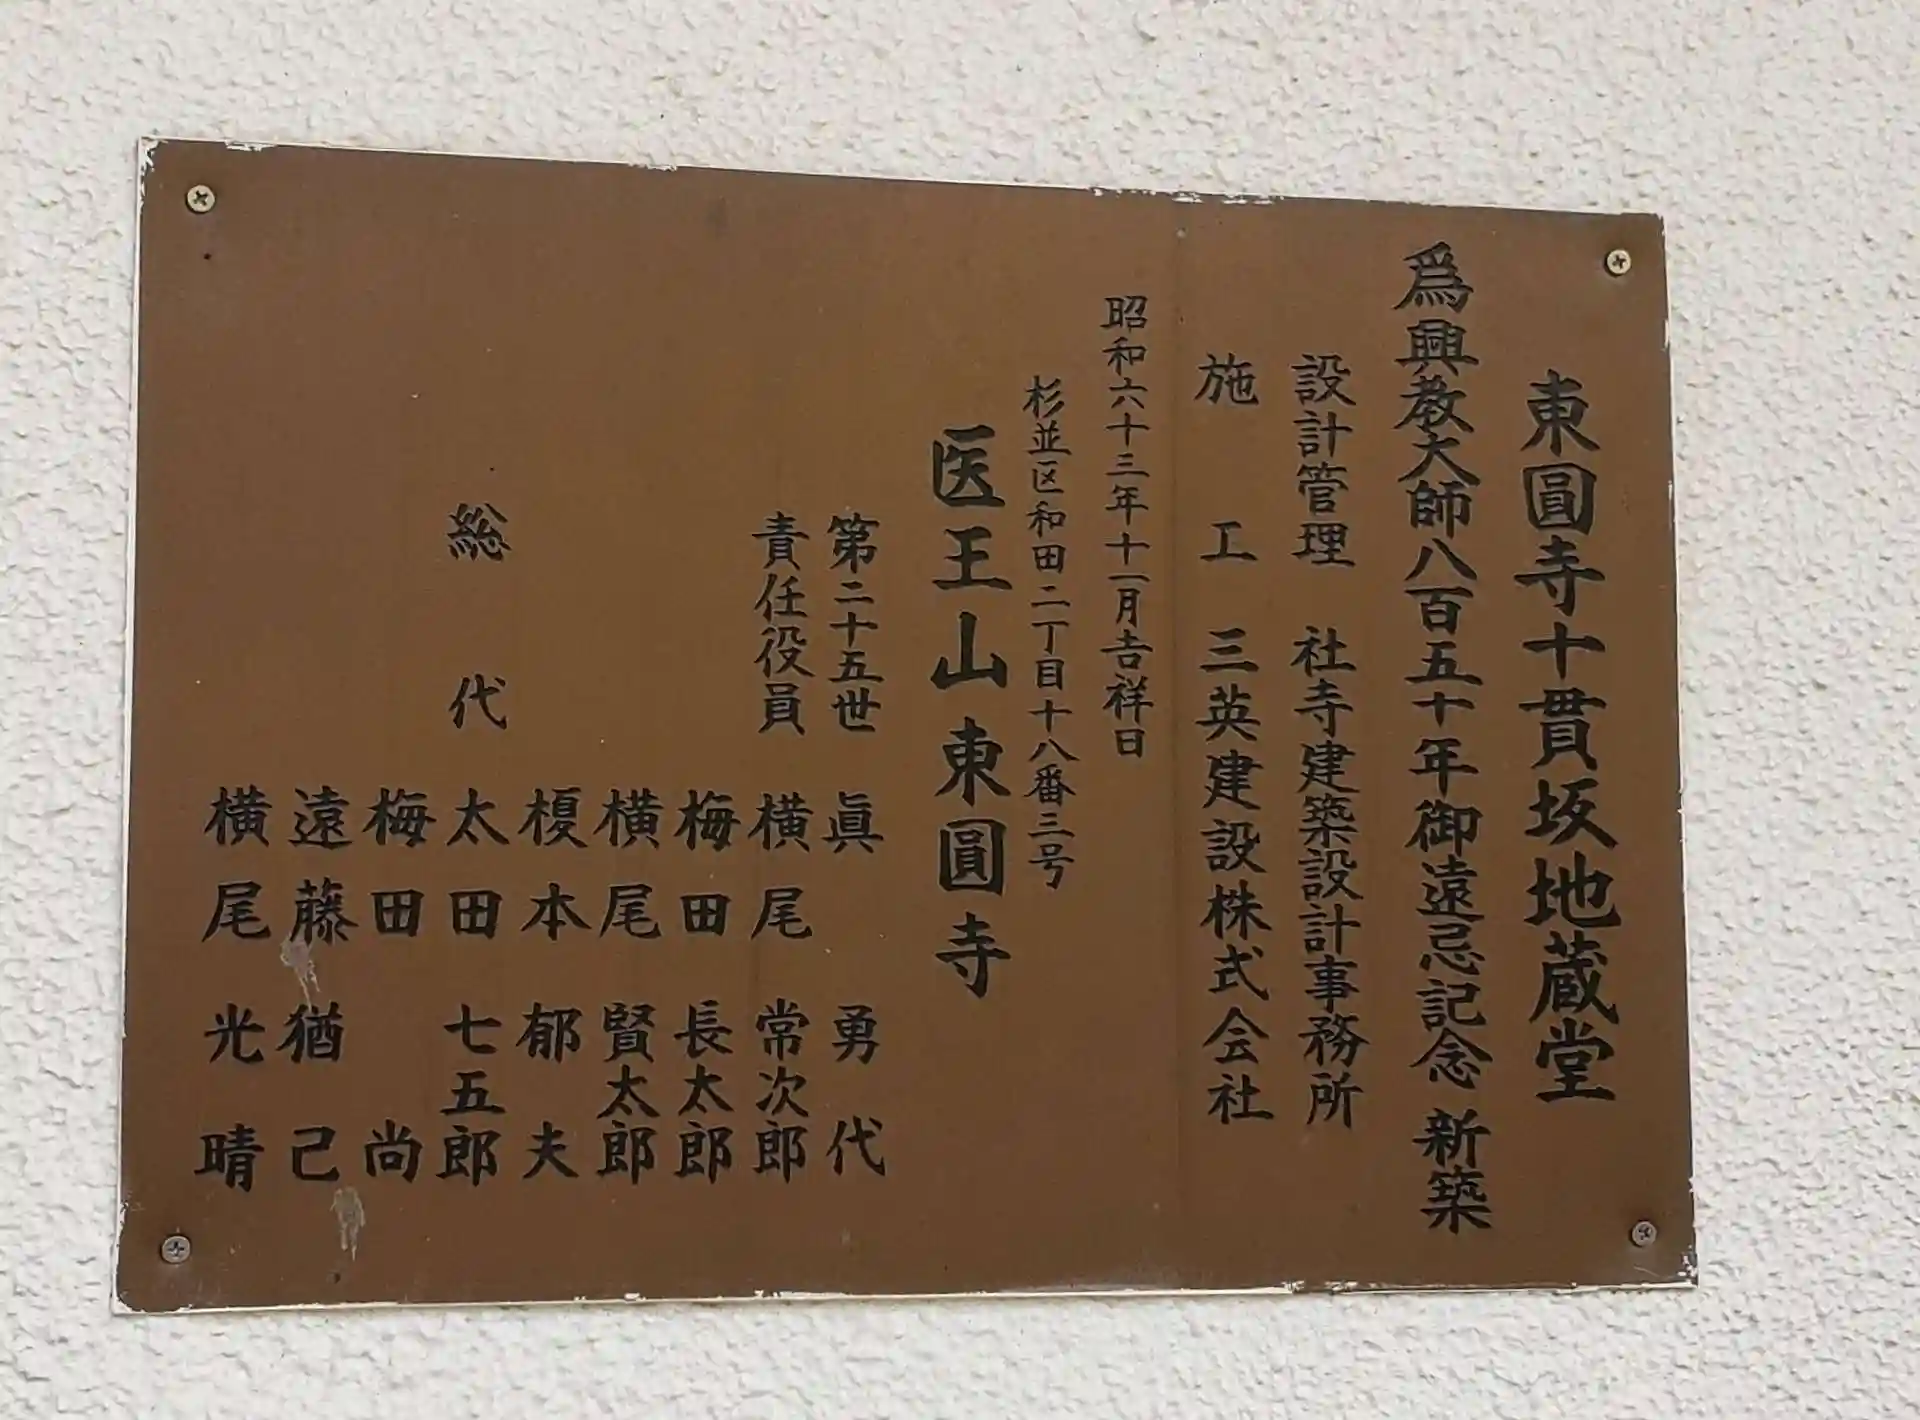 東圓寺十貫坂地蔵堂
爲興教大師八百五十年御遠忌記念 新築
設計管理 社寺建築設計事務所
施工 三英建設株式会社
昭和六十三年十一月吉祥日
杉並区和田二丁目十八番三号
医王山東圓寺
第二十五世 眞勇代
責任役員 横尾常次郎
梅田長太郎
横尾賢太郎
榎本郁夫
総代 太田七五郎
梅田尚
遠藤猶己
横尾光晴